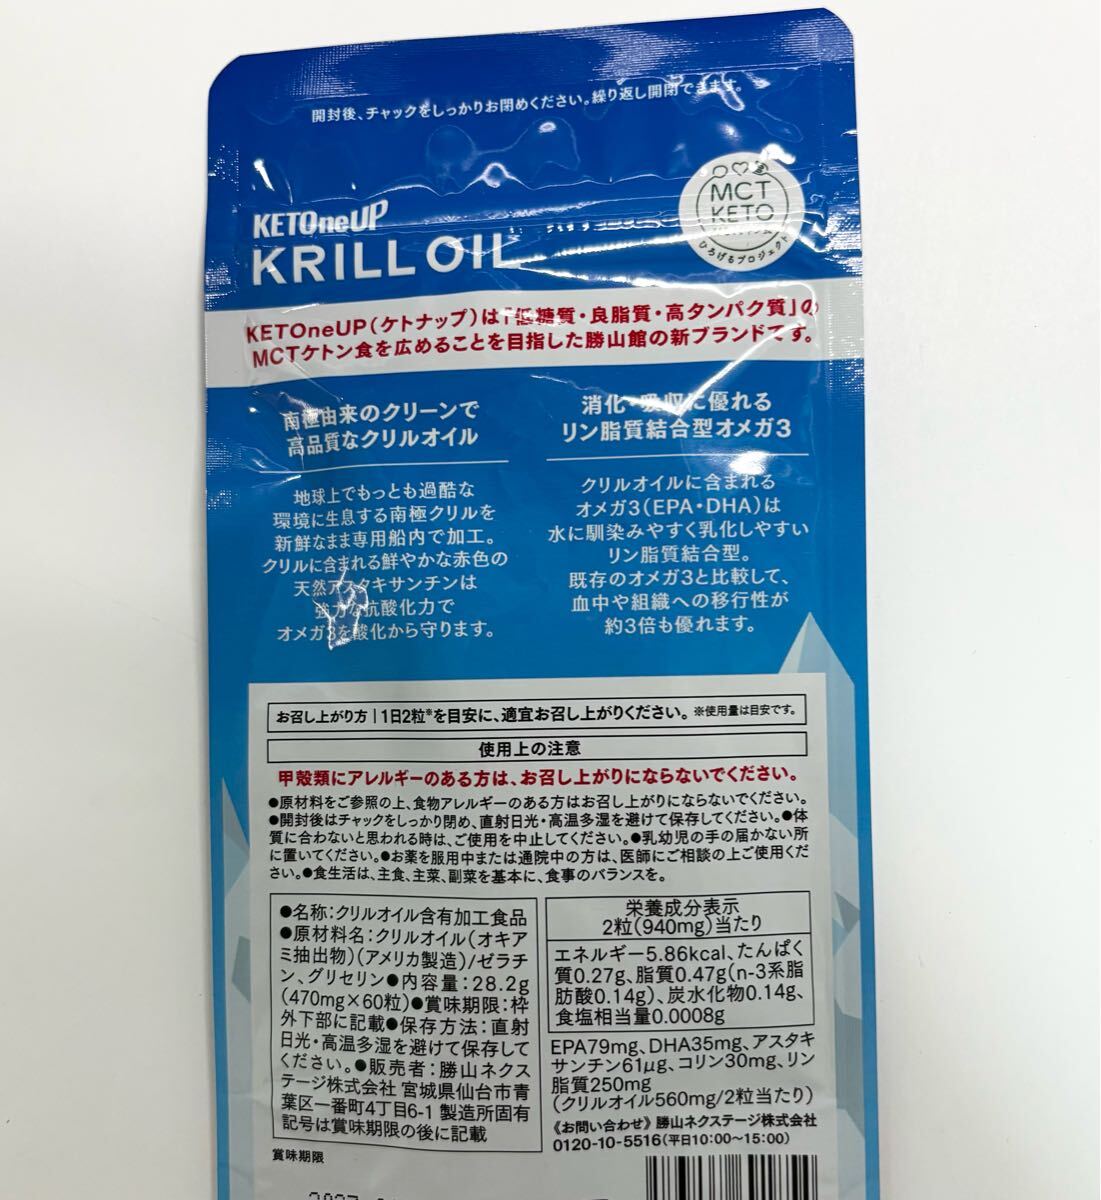 開封後、チャックをしっかりお閉めください。繰り返し開閉できます。
MCT
KETO
ひろげるプロジェクト
KETOneUP
KRILL OIL
KETOneUP(ケトナップ)は「低糖質・良脂質・高タンパク質」の
MCTケトン食を広めることを目指した勝山館の新ブランドです。
南極由来のクリーンで
高品質なクリルオイル
地球上でもっとも過酷な
環境に生息する南極クリルを
新鮮なまま専用船内で加工。
クリルに含まれる鮮やかな赤色の
天然アスタキサンチンは
強力な抗酸化力で
オメガ3を酸化から守ります。
消化・吸収に優れる
リン脂質結合型オメガ3
クリルオイルに含まれる
オメガ3(EPA・DHA)は
水に馴染みやすく乳化しやすい
リン脂質結合型。
既存のオメガ3と比較して、
血中や組織への移行性が
約3倍も優れます。
お召し上がり方|1日2粒※を目安に、適宜お召し上がりください。※使用量は目安です。
使用上の注意
甲殻類にアレルギーのある方は、お召し上がりにならないでください。
●原材料をご参照の上、食物アレルギーのある方はお召し上がりにならないでください。
●開封後はチャックをしっかり閉め、直射日光・高温多湿を避けて保存してください。●体
質に合わないと思われる時は、ご使用を中止してください。●乳幼児の手の届かない所
に置いてください。●お薬を服用中または通院中の方は、医師にご相談の上ご使用くだ
さい。●食生活は、主食、主菜、副菜を基本に、食事のバランスを。
●名称:クリルオイル含有加工食品
●原材料名:クリルオイル(オキア
ミ抽出物)(アメリカ製造)/ゼラチ
ン、グリセリン●内容量:28.2g
(470mg×60粒)●賞味期限:枠
外下部に記載●保存方法:直射
日光・高温多湿を避けて保存して
ください。●販売者:勝山ネクス
テージ株式会社 宮城県仙台市青
葉区一番町4丁目6-1 製造所固有
記号は賞味期限の後に記載
賞味期限
栄養成分表示
2粒(940mg)当たり
エネルギー5.86kcal、たんぱく
質0.27g、脂質0.47g(n-3系脂
肪酸0.14g)、炭水化物0.14g、
食塩相当量0.0008g
EPA79mg、DHA35mg、アスタキ
サンチン61μg、コリン30mg、リン
脂質250mg
(クリルオイル560mg/2粒当たり)
《お問い合わせ》 勝山ネクステージ株式会社
0120-10-5516(平日10:00〜15:00)